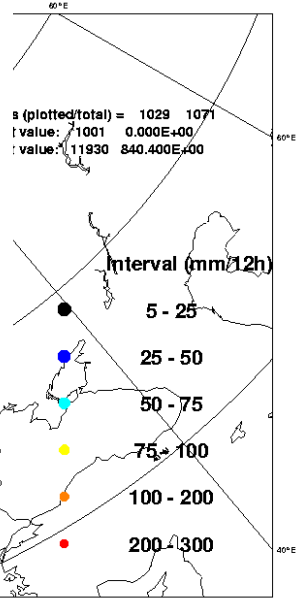 60°E
s (plotted/total) = 1029 1071
t value: 1001 0.000E+00
t value: 11930 840.400E+00
60°E
Interval (mm/12h)
5 - 25
25 - 50
50 - 75
75 - 100
100 - 200
200 - 300
40°E